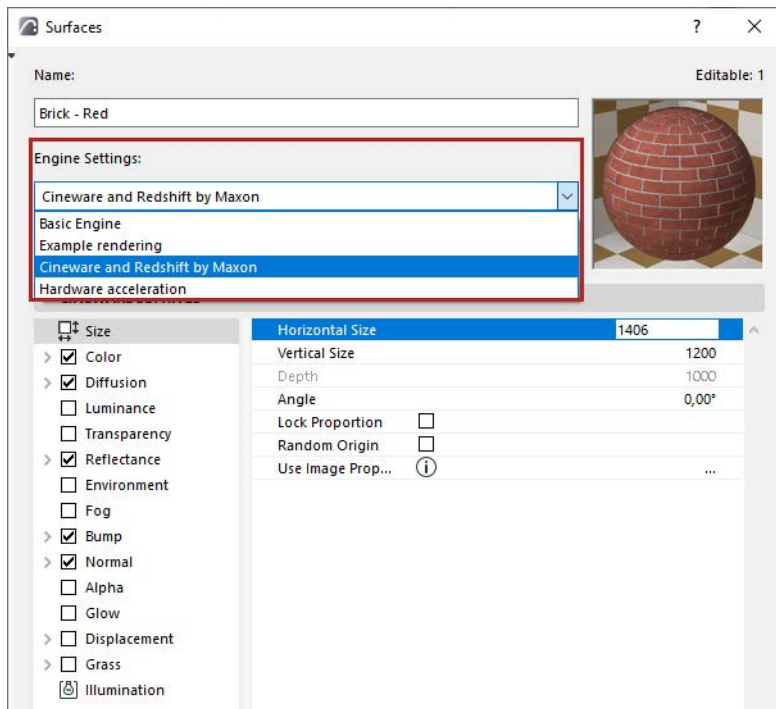 Surfaces
?
Name:
Editable: 1
Brick - Red
Engine Settings:
Cineware and Redshift by Maxon
Basic Engine
Example rendering
Cineware and Redshift by Maxon
Hardware acceleration
Size
Color
Diffusion
Luminance
Transparency
Reflectance
Environment
Fog
Bump
Normal
Alpha
Glow
Displacement
Grass
Illumination
Horizontal Size 1406
Vertical Size 1200
Depth 1000
Angle 0,00°
Lock Proportion
Random Origin
Use Image Prop... ...